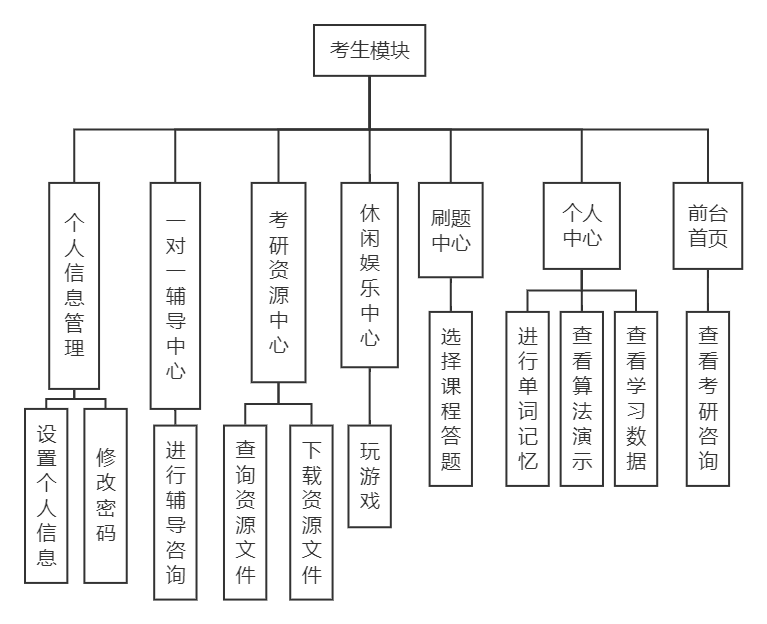 考生模块
个人信息管理
一对一辅导中心
考研资源中心
休闲娱乐中心
刷题
中心
个人
中心
前台
首页
设置个人信息
修改密码
进行辅导咨询
查询资源文件
下载资源文件
玩游戏
选择课程答题
进行单词记忆
查看算法演示
查看学习数据
查看考研咨询